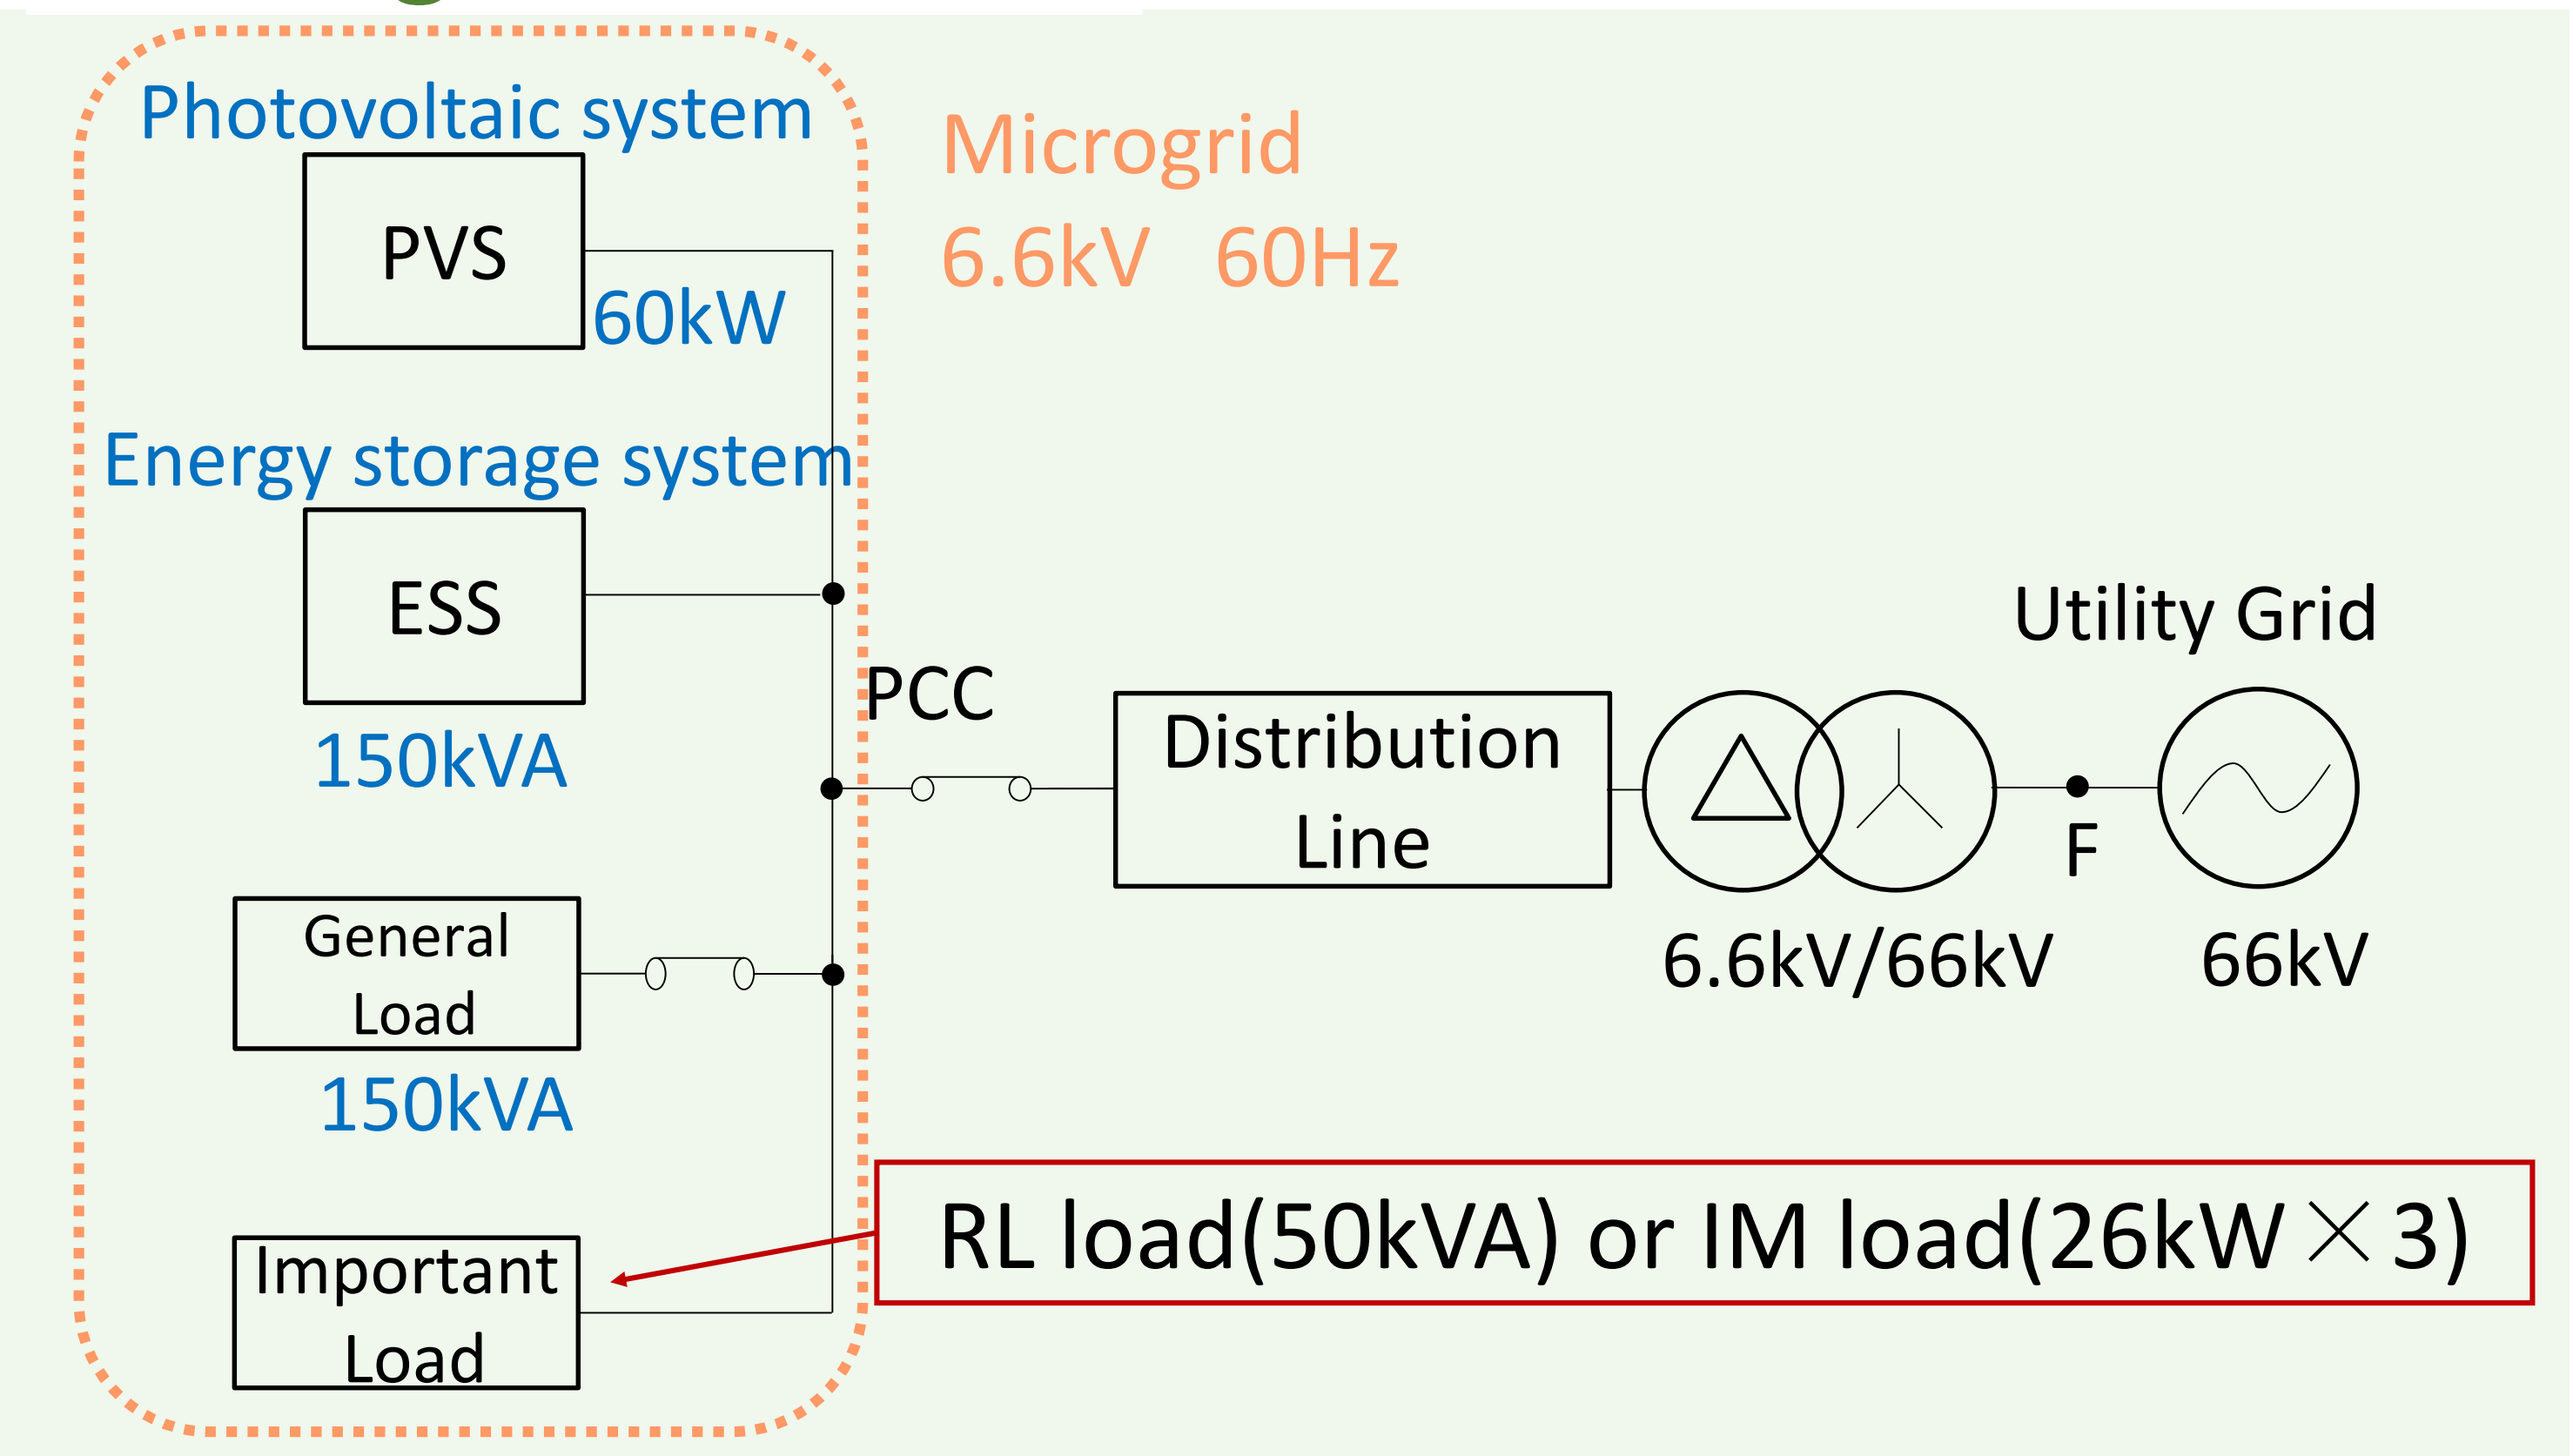 Photovoltaic system
PVS
60kW
Microgrid
6.6kV 60Hz
Energy storage system
ESS
150kVA
PCC
Distribution
Line
Utility Grid
F
6.6kV/66kV
66kV
General
Load
150kVA
Important
Load
RL load(50kVA) or IM load(26kW×3)